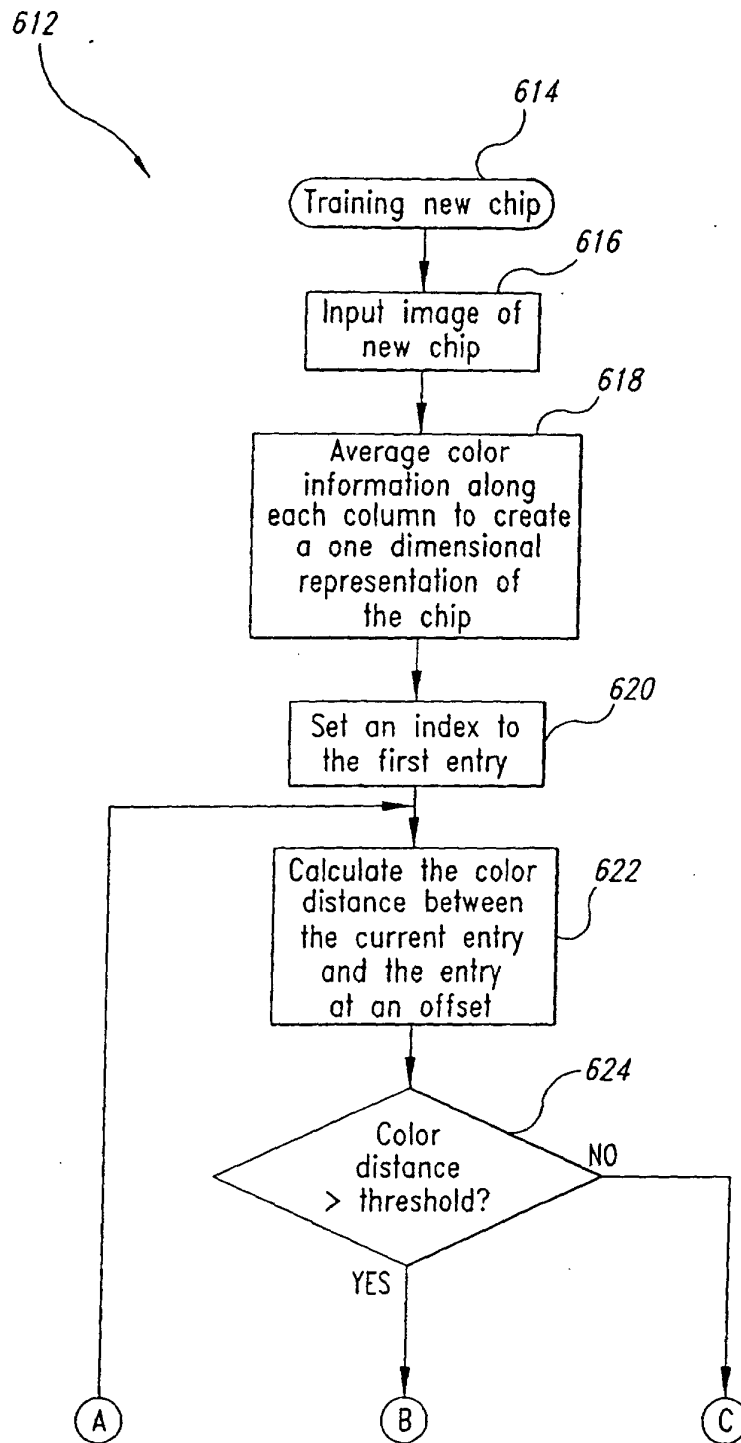 612
614
Training new chip
616
Input image of
new chip
618
Average color
information along
each column to create
a one dimensional
representation of
the chip
620
Set an index to
the first entry
622
Calculate the color
distance between
the current entry
and the entry
at an offset
624
Color
distance
> threshold?
NO
YES
A
B
C